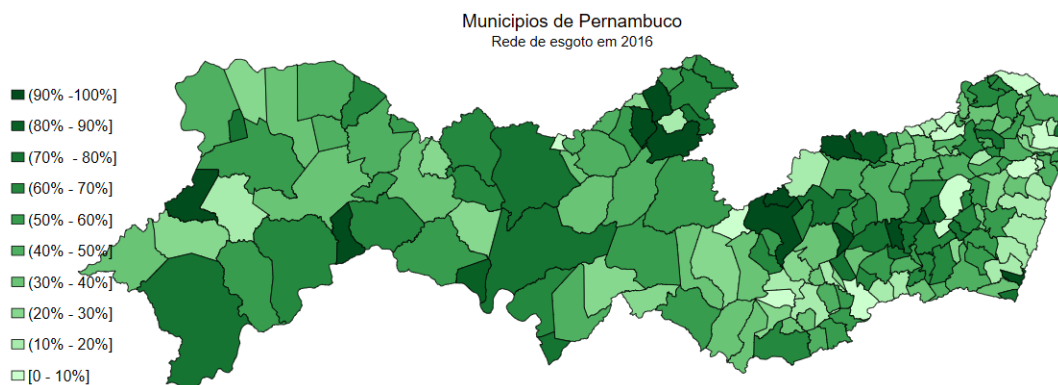 Municipios de Pernambuco
Rede de esgoto em 2016
(90% -100%]
(80% - 90%]
(70% - 80%]
(60% - 70%]
(50% - 60%]
(40% - 50%]
(30% - 40%]
(20% - 30%]
(10% - 20%]
[0 - 10%]